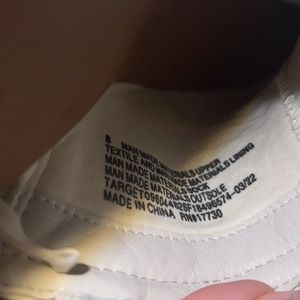 8 MAN MADE MATERIALS UPPER
TEXTILE AND MAN MADE MATERIALS LINING
MAN MADE MATERIALS SOCK
MAN MADE MATERIALS OUTSOLE
MADE IN CHINA RN#17730